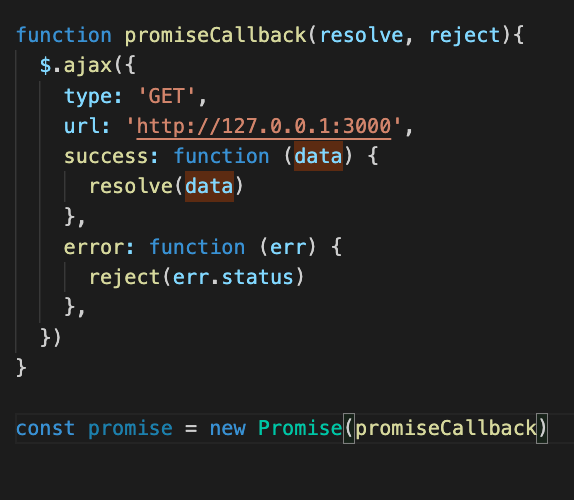 function promiseCallback(resolve, reject){
  $.ajax({
    type: 'GET',
    url: 'http://127.0.0.1:3000',
    success: function (data) {
      resolve(data)
    },
    error: function (err) {
      reject(err.status)
    },
  })
}
const promise = new Promise(promiseCallback)